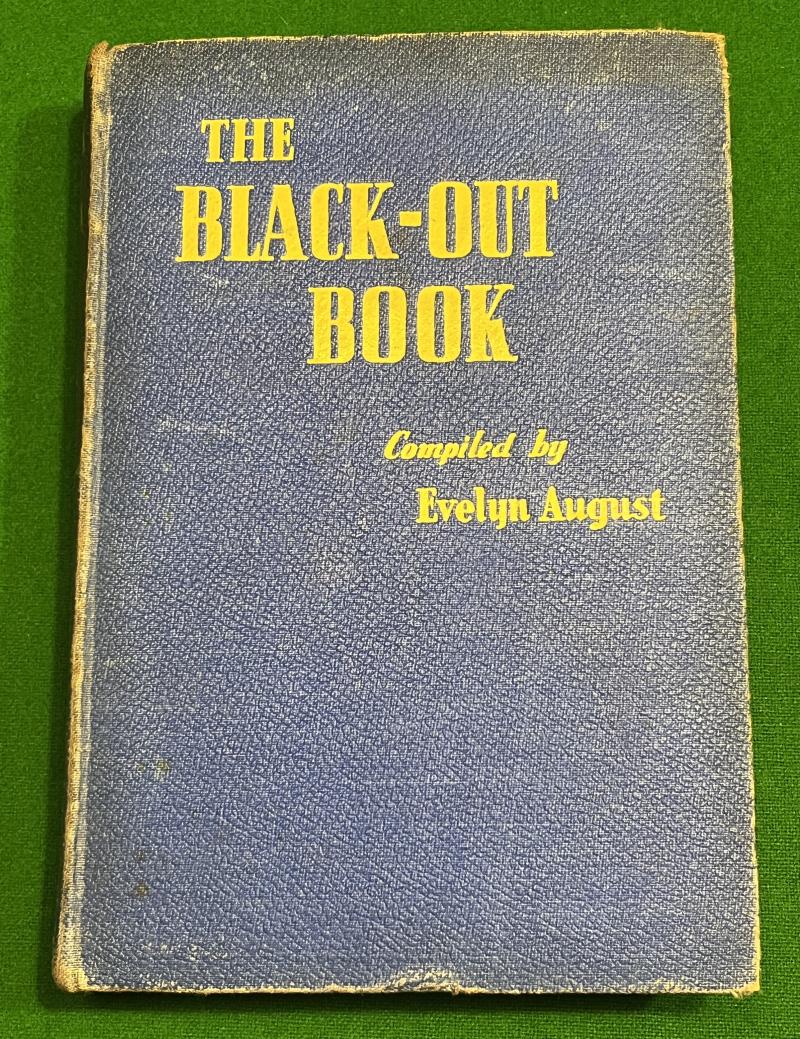 THE
BLACK-OUT
BOOK
Compiled by
Evelyn August